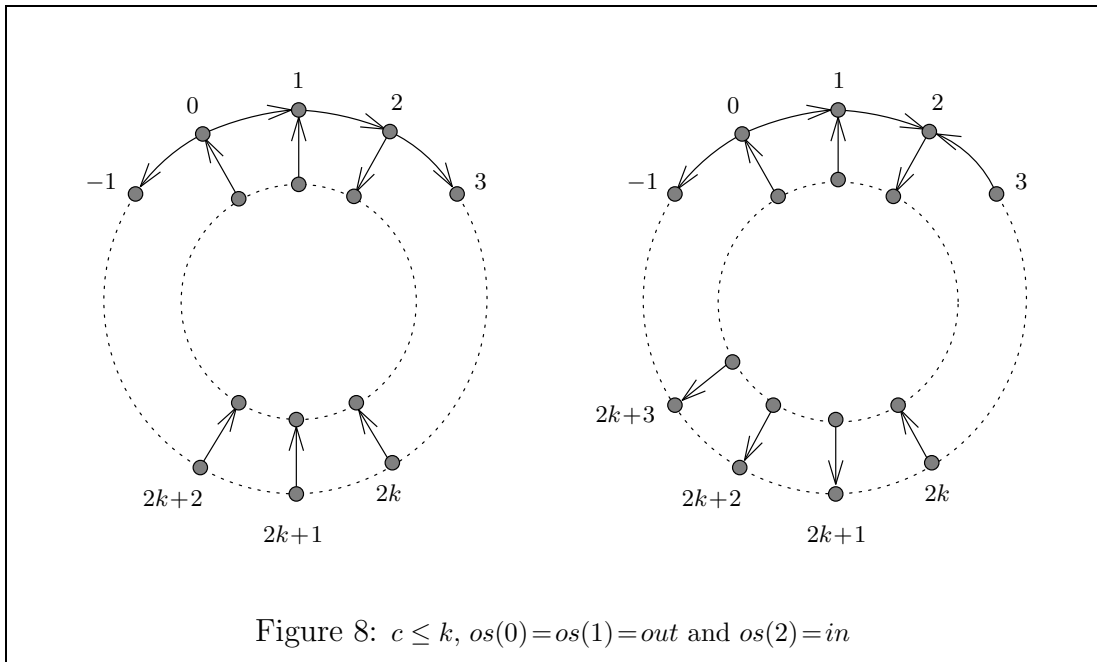 1 1
0 2 0 2
−1 3 −1 3
2k+3
2k+2 2k 2k+2 2k
2k+1 2k+1
Figure 8: c ≤ k, os(0)=os(1)=out and os(2)=in